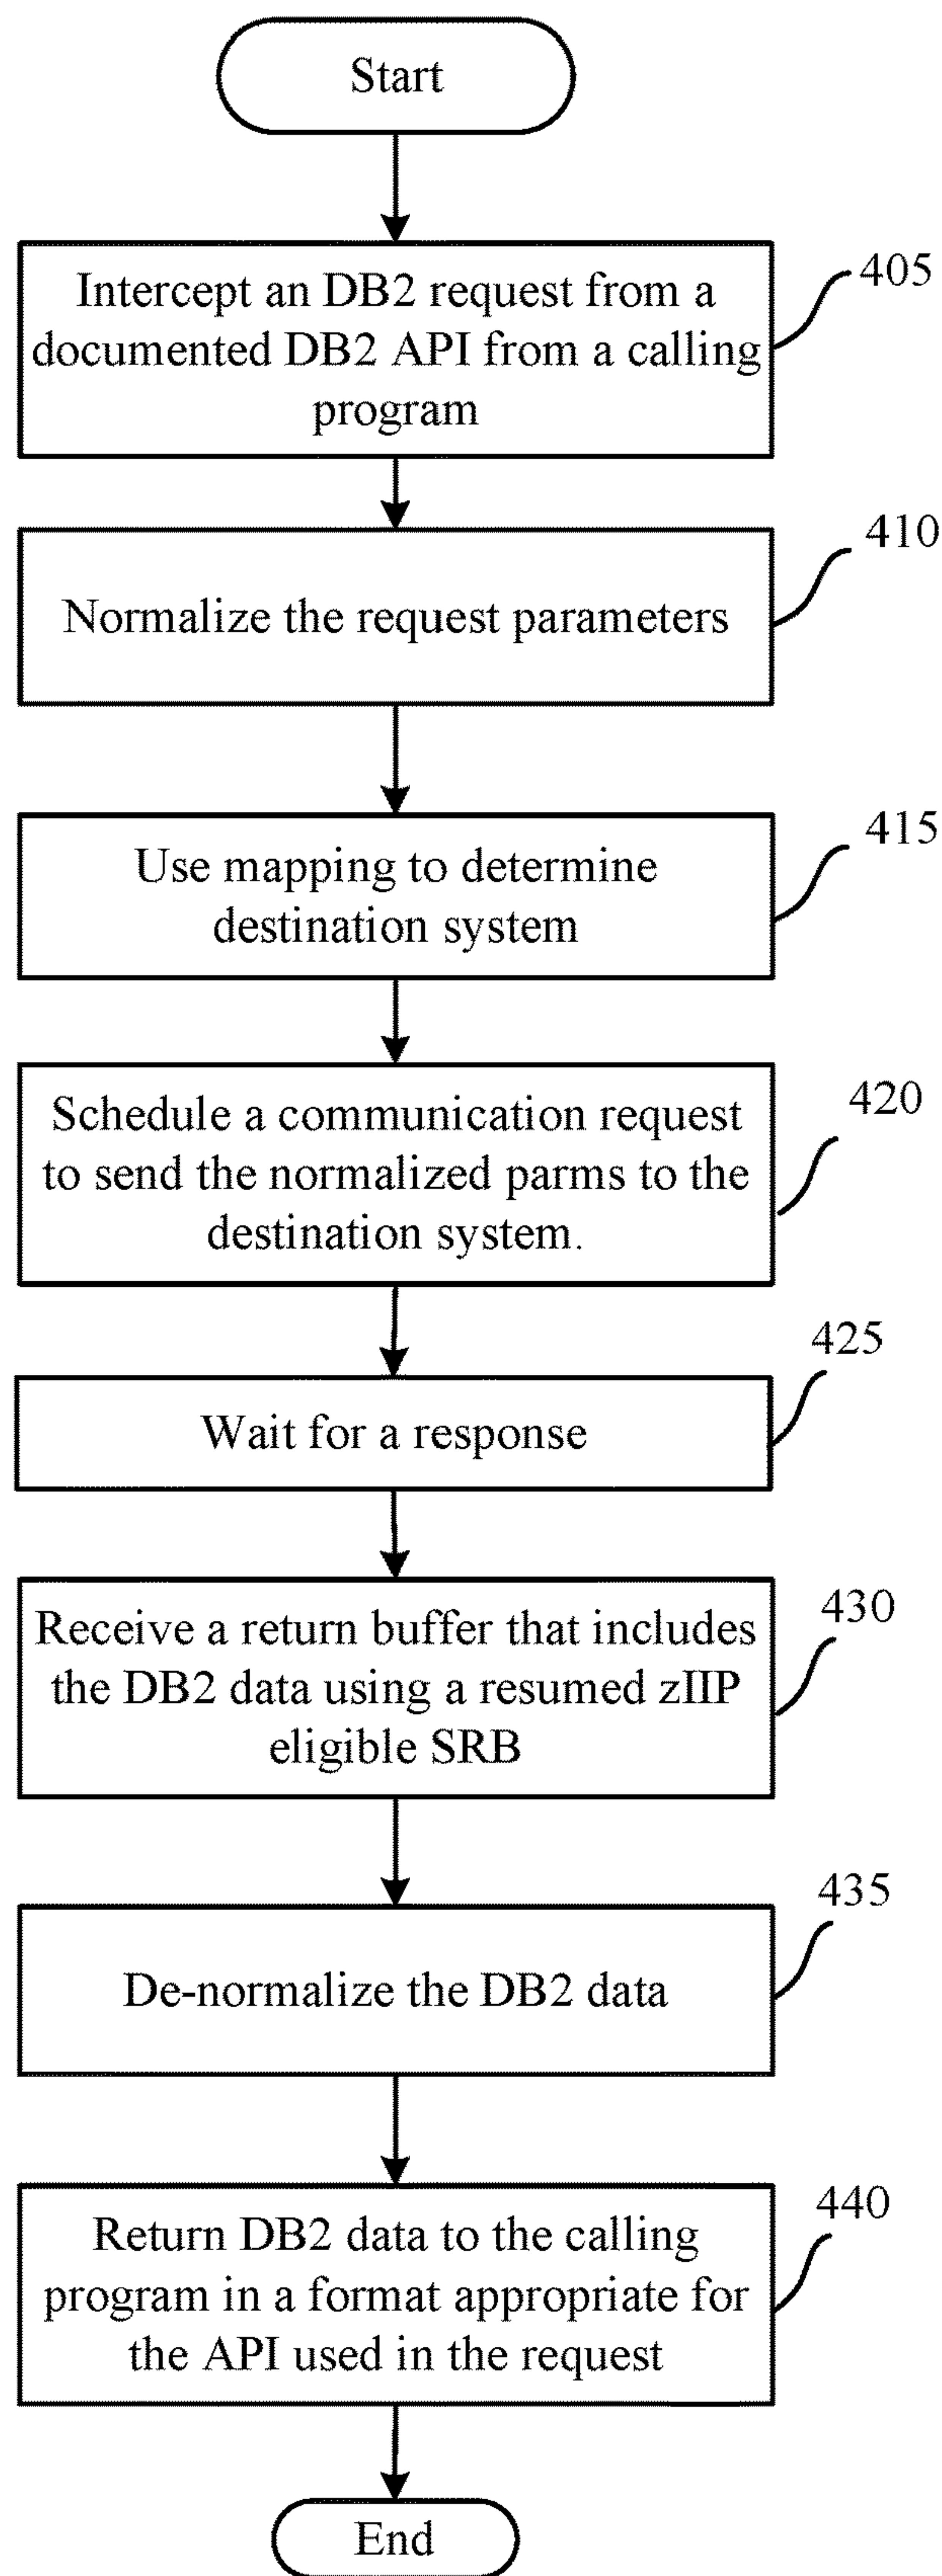 Start
Intercept an DB2 request from a
documented DB2 API from a calling
program
405
Normalize the request parameters
410
Use mapping to determine
destination system
415
Schedule a communication request
to send the normalized parms to the
destination system.
420
Wait for a response
425
Receive a return buffer that includes
the DB2 data using a resumed zIIP
eligible SRB
430
De-normalize the DB2 data
435
Return DB2 data to the calling
program in a format appropriate for
the API used in the request
440
End